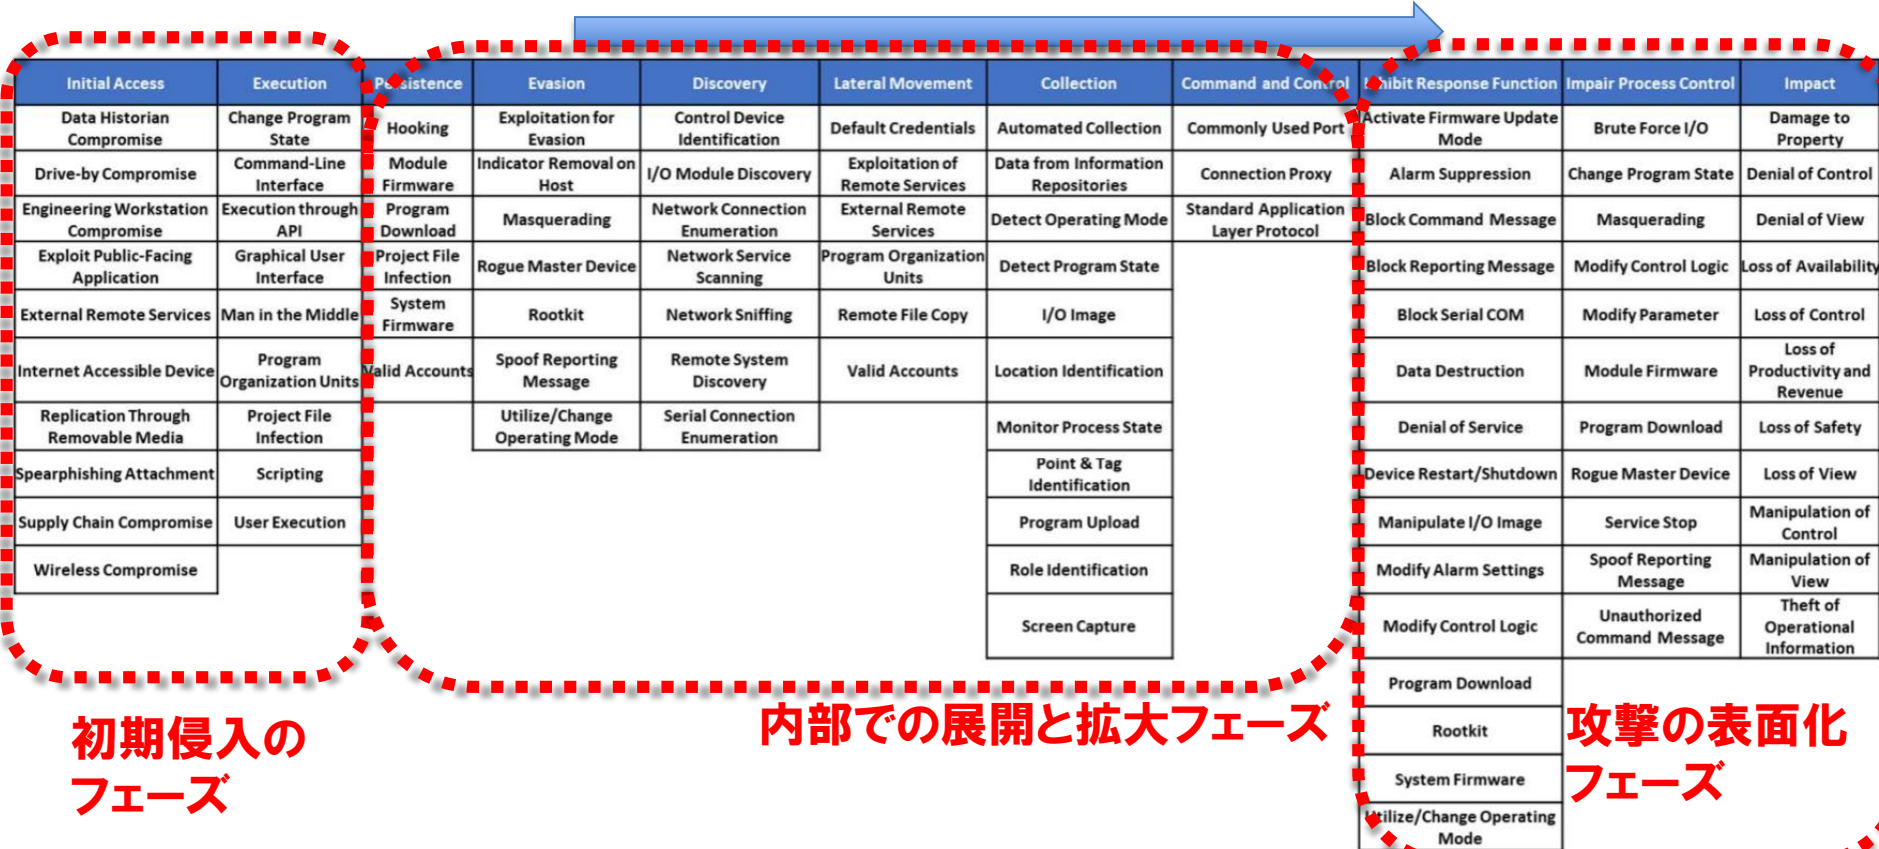 Initial Access
Execution
Persistence
Evasion
Discovery
Lateral Movement
Collection
Command and Control
Inhibit Response Function
Impair Process Control
Impact
Data Historian
Compromise
Change Program
State
Hooking
Exploitation for
Evasion
Control Device
Identification
Default Credentials
Automated Collection
Commonly Used Port
Activate Firmware Update
Mode
Brute Force I/O
Damage to
Property
Drive-by Compromise
Command-Line
Interface
Module
Firmware
Indicator Removal on
Host
I/O Module Discovery
Exploitation of
Remote Services
Data from Information
Repositories
Connection Proxy
Alarm Suppression
Change Program State
Denial of Control
Engineering Workstation
Compromise
Execution through
API
Program
Download
Masquerading
Network Connection
Enumeration
External Remote
Services
Detect Operating Mode
Standard Application
Layer Protocol
Block Command Message
Masquerading
Denial of View
Exploit Public-Facing
Application
Graphical User
Interface
Project File
Infection
Rogue Master Device
Network Service
Scanning
Program Organization
Units
Detect Program State
Block Reporting Message
Modify Control Logic
Loss of Availability
External Remote Services
Man in the Middle
System
Firmware
Rootkit
Network Sniffing
Remote File Copy
I/O Image
Block Serial COM
Modify Parameter
Loss of Control
Internet Accessible Device
Program
Organization Units
Valid Accounts
Spoof Reporting
Message
Remote System
Discovery
Valid Accounts
Location Identification
Data Destruction
Module Firmware
Loss of
Productivity and
Revenue
Replication Through
Removable Media
Project File
Infection
Utilize/Change
Operating Mode
Serial Connection
Enumeration
Monitor Process State
Denial of Service
Program Download
Loss of Safety
Spearphishing Attachment
Scripting
Point & Tag
Identification
Device Restart/Shutdown
Rogue Master Device
Loss of View
Supply Chain Compromise
User Execution
Program Upload
Manipulate I/O Image
Service Stop
Manipulation of
Control
Wireless Compromise
Role Identification
Modify Alarm Settings
Spoof Reporting
Message
Manipulation of
View
Screen Capture
Modify Control Logic
Unauthorized
Command Message
Theft of
Operational
Information
Program Download
Rootkit
System Firmware
Utilize/Change Operating
Mode
初期侵入の
フェーズ
内部での展開と拡大フェーズ
攻撃の表面化
フェーズ